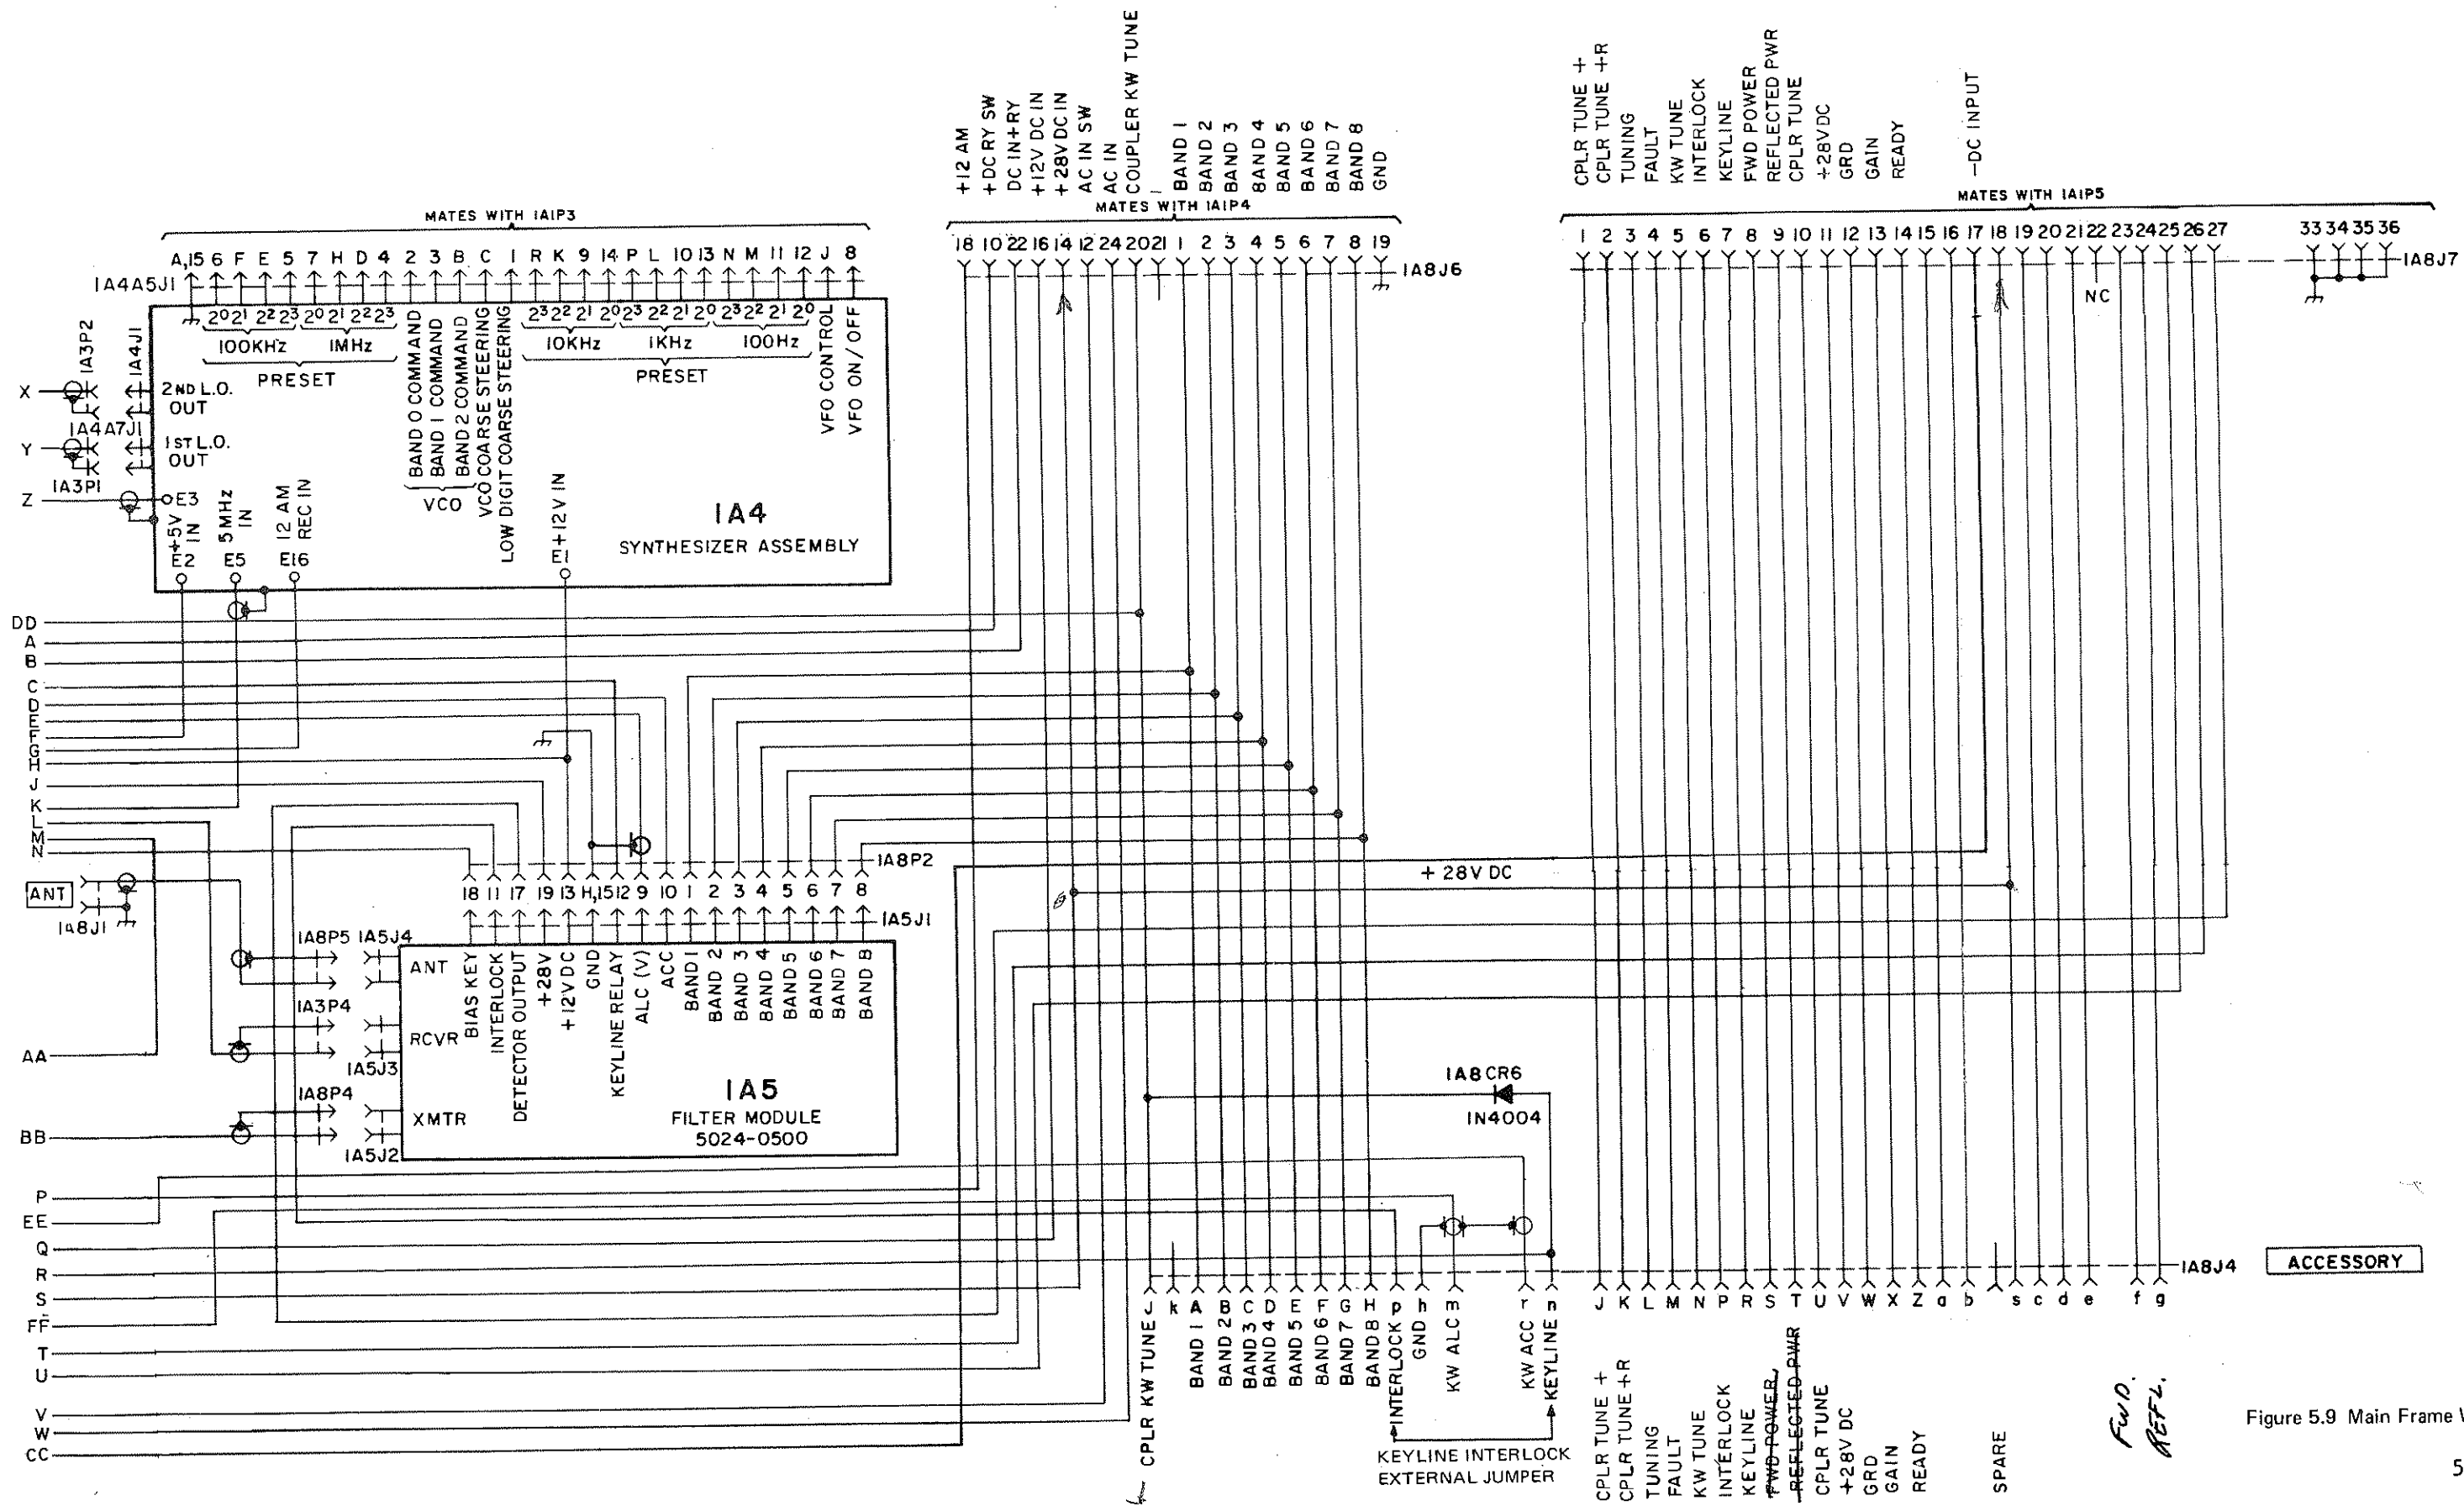 +12 AM
+DC RY SW
DC IN+RY
+12V DC IN
+28V DC IN
AC IN SW
AC IN
COUPLER KW TUNE
BAND 1
BAND 2
BAND 3
BAND 4
BAND 5
BAND 6
BAND 7
BAND 8
GND
CPLR TUNE +
CPLR TUNE +R
TUNING
FAULT
KW TUNE
INTERLOCK
KEYLINE
FWD POWER
REFLECTED PWR
CPLR TUNE
+28VDC
GRD
GAIN
READY
-DC INPUT
MATES WITH 1A1P3
MATES WITH 1A1P4
MATES WITH 1A1P5
A,15 6 F E 5 7 H D 4 2 3 B C 1 R K 9 14 P L 10 13 N M 11 12 J 8
18 10 22 16 14 12 24 20 21 1 2 3 4 5 6 7 8 19
1 2 3 4 5 6 7 8 9 10 11 12 13 14 15 16 17 18 19 20 21 22 23 24 25 26 27
33 34 35 36
1A4A5J1
1A8J6
1A8J7
NC
2⁰ 2¹ 2² 2³ 2⁰ 2¹ 2² 2³
2³ 2² 2¹ 2⁰ 2³ 2² 2¹ 2⁰ 2³ 2² 2¹ 2⁰
100KHz 1MHz
PRESET
10KHz 1KHz 100Hz
PRESET
BAND 0 COMMAND
BAND 1 COMMAND
BAND 2 COMMAND
VCO
VCO COARSE STEERING
LOW DIGIT COARSE STEERING
VFO CONTROL
VFO ON/OFF
1A3P2
1A4J1
X
2ND L.O.
OUT
1A4A7J1
Y
1ST L.O.
OUT
1A3P1
Z
E3
+5V
IN
E2
5MHz
IN
E5
12 AM
REC IN
E16
+12V IN
E1
1A4
SYNTHESIZER ASSEMBLY
DD
A
B
C
D
E
F
G
H
J
K
L
M
N
ANT
1A8J1
1A8P2
18 11 17 19 13 H,15 12 9 10 1 2 3 4 5 6 7 8
1A5J1
+ 28V DC
1A8P5 1A5J4
ANT
1A3P4
RCVR
1A5J3
1A8P4
XMTR
1A5J2
BIAS KEY
INTERLOCK
DETECTOR OUTPUT
+28V
+12V DC
GND
KEYLINE RELAY
ALC (V)
ACC
BAND 1
BAND 2
BAND 3
BAND 4
BAND 5
BAND 6
BAND 7
BAND 8
1A5
FILTER MODULE
5024-0500
AA
BB
1A8 CR6
1N4004
P
EE
Q
R
S
FF
T
U
V
W
CC
J k A B C D E F G H p h m r n
J K L M N P R S T U V W X Z a b s c d e f g
1A8J4
ACCESSORY
CPLR KW TUNE
BAND 1
BAND 2
BAND 3
BAND 4
BAND 5
BAND 6
BAND 7
BAND 8
INTERLOCK
GND
KW ALC
KW ACC
KEYLINE
KEYLINE INTERLOCK
EXTERNAL JUMPER
CPLR TUNE +
CPLR TUNE +R
TUNING
FAULT
KW TUNE
INTERLOCK
KEYLINE
FWD POWER
REFLECTED PWR
CPLR TUNE
+28V DC
GRD
GAIN
READY
SPARE
FWD.
REFL.
Figure 5.9 Main Frame W
5